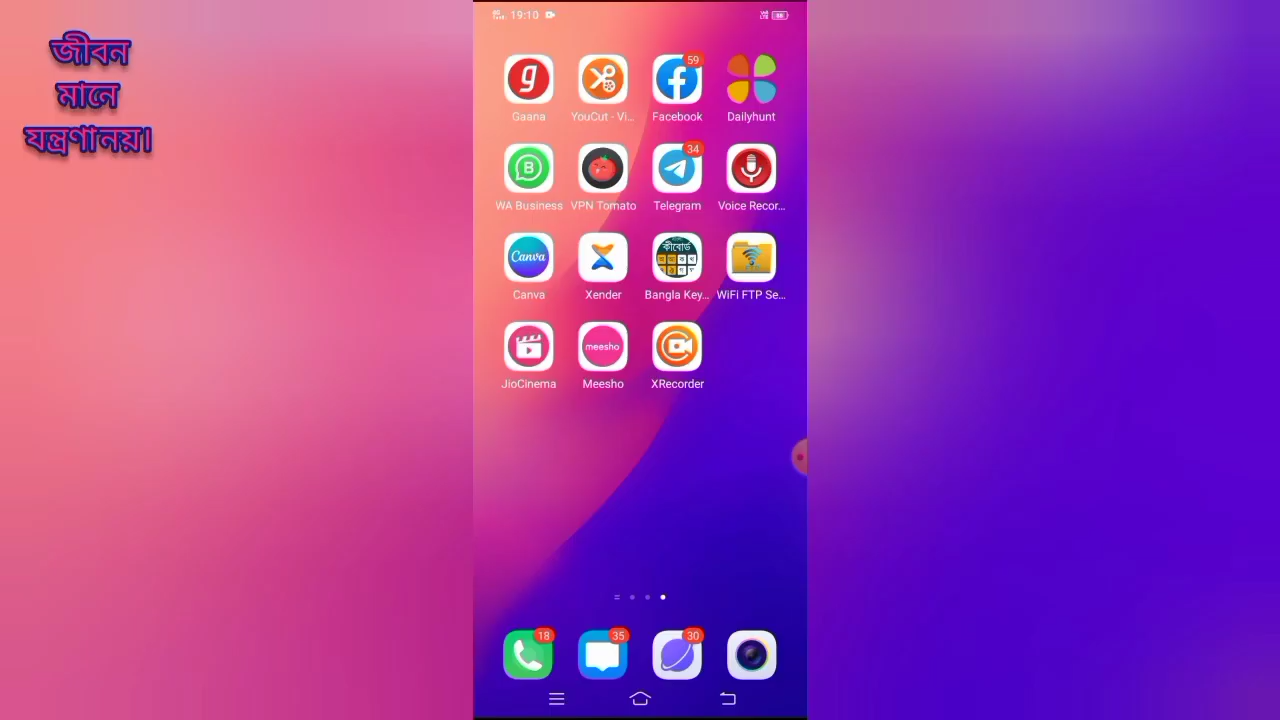 জীবন
মানে
যন্ত্রণানয়।
19:10
59
g
Gaana
YouCut - Vi...
Facebook
Dailyhunt
34
B
WA Business
VPN Tomato
Telegram
Voice Recor...
Canva
কীবোর্ড
Canva
Xender
Bangla Key...
WiFi FTP Se...
meesho
JioCinema
Meesho
XRecorder
18
35
30